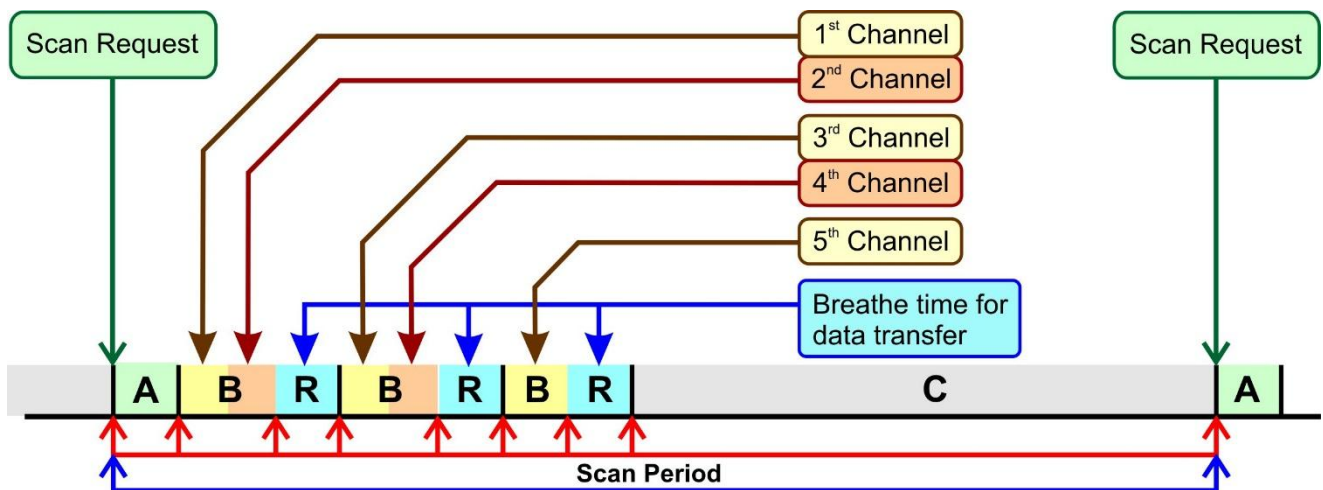 Scan Request
1st Channel
2nd Channel
3rd Channel
4th Channel
5th Channel
Breathe time for
data transfer
Scan Request
A B R B R B R C A
Scan Period